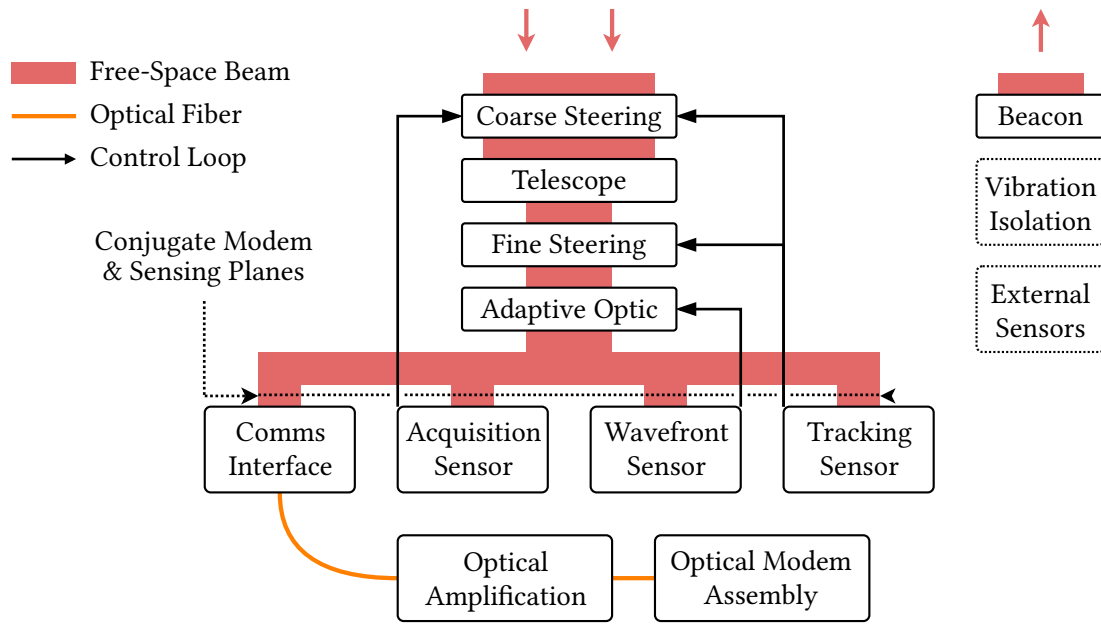 Free-Space Beam
Optical Fiber
Control Loop
Coarse Steering
Telescope
Fine Steering
Adaptive Optic
Beacon
Vibration
Isolation
External
Sensors
Conjugate Modem
& Sensing Planes
Comms
Interface
Acquisition
Sensor
Wavefront
Sensor
Tracking
Sensor
Optical
Amplification
Optical Modem
Assembly